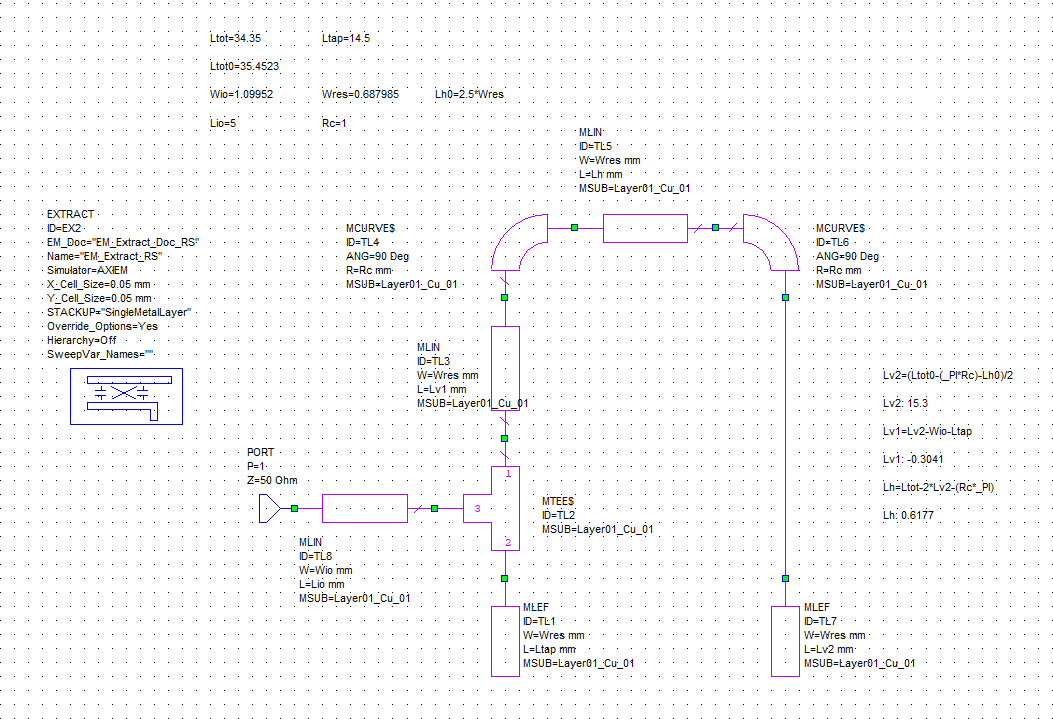 Ltot=34.35
Ltap=14.5
Ltot0=35.4523
Wio=1.09952
Wres=0.687985
Lh0=2.5*Wres
Lio=5
Rc=1
MLIN
ID=TL5
W=Wres mm
L=Lh mm
MSUB=Layer01_Cu_01
EXTRACT
ID=EX2
EM_Doc="EM_Extract_Doc_RS"
Name="EM_Extract_RS"
Simulator=AXIEM
X_Cell_Size=0.05 mm
Y_Cell_Size=0.05 mm
STACKUP="SingleMetalLayer"
Override_Options=Yes
Hierarchy=Off
SweepVar_Names=""
MCURVE$
ID=TL4
ANG=90 Deg
R=Rc mm
MSUB=Layer01_Cu_01
MCURVE$
ID=TL6
ANG=90 Deg
R=Rc mm
MSUB=Layer01_Cu_01
MLIN
ID=TL3
W=Wres mm
L=Lv1 mm
MSUB=Layer01_Cu_01
Lv2=(Ltot0-(_PI*Rc)-Lh0)/2
Lv2: 15.3
Lv1=Lv2-Wio-Ltap
Lv1: -0.3041
Lh=Ltot-2*Lv2-(Rc*_PI)
Lh: 0.6177
PORT
P=1
Z=50 Ohm
1
3
2
MTEE$
ID=TL2
MSUB=Layer01_Cu_01
MLIN
ID=TL8
W=Wio mm
L=Lio mm
MSUB=Layer01_Cu_01
MLEF
ID=TL1
W=Wres mm
L=Ltap mm
MSUB=Layer01_Cu_01
MLEF
ID=TL7
W=Wres mm
L=Lv2 mm
MSUB=Layer01_Cu_01